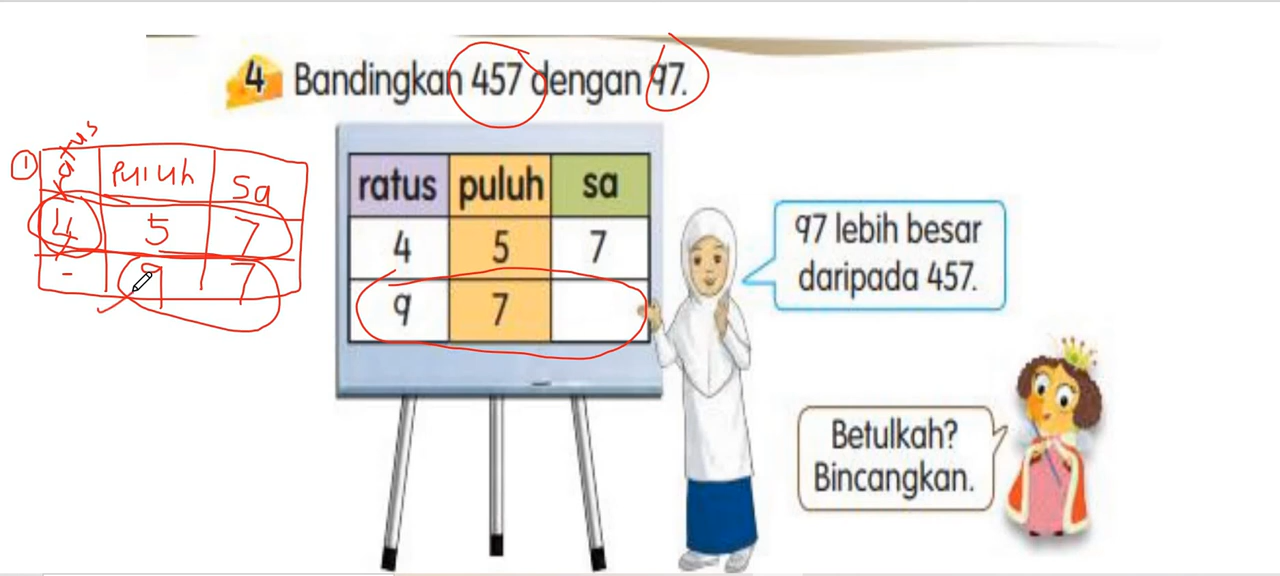 4 Bandingkan 457 dengan 97.
① ratus puluh sa
4 5 7
- 9 7
ratus puluh sa
4 5 7
9 7
97 lebih besar
daripada 457.
Betulkah?
Bincangkan.